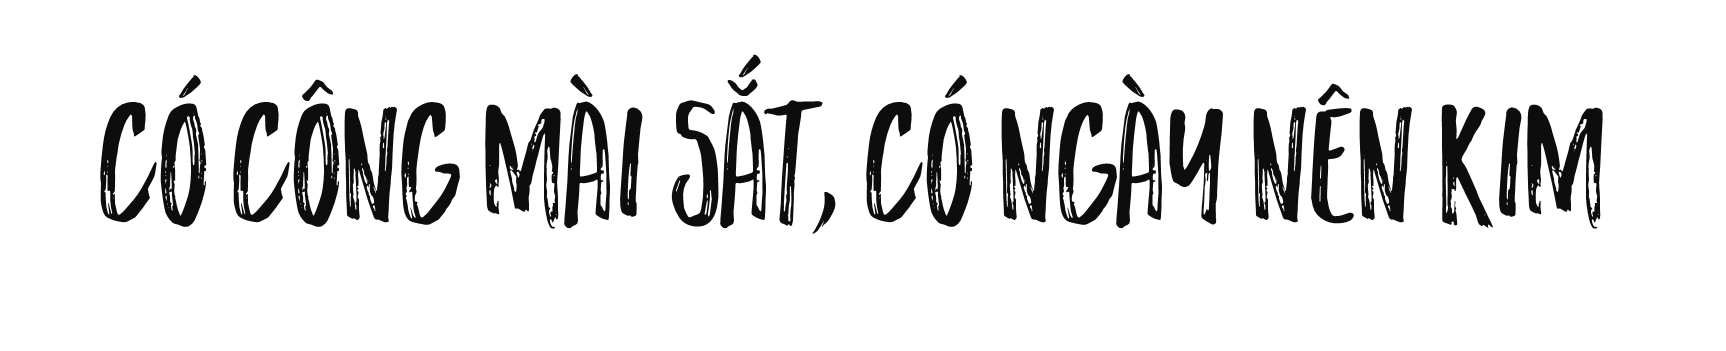 CÓ CÔNG MÀI SẮT, CÓ NGÀY NÊN KIM